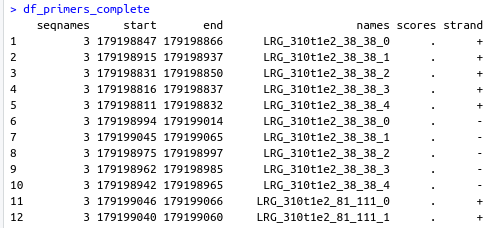 > df_primers_complete
seqnames start end names scores strand
1 3 179198847 179198866 LRG_310t1e2_38_38_0 . +
2 3 179198915 179198937 LRG_310t1e2_38_38_1 . +
3 3 179198831 179198850 LRG_310t1e2_38_38_2 . +
4 3 179198816 179198837 LRG_310t1e2_38_38_3 . +
5 3 179198811 179198832 LRG_310t1e2_38_38_4 . +
6 3 179198994 179199014 LRG_310t1e2_38_38_0 . -
7 3 179199045 179199065 LRG_310t1e2_38_38_1 . -
8 3 179198975 179198997 LRG_310t1e2_38_38_2 . -
9 3 179198962 179198985 LRG_310t1e2_38_38_3 . -
10 3 179198942 179198965 LRG_310t1e2_38_38_4 . -
11 3 179199046 179199066 LRG_310t1e2_81_111_0 . +
12 3 179199040 179199060 LRG_310t1e2_81_111_1 . +